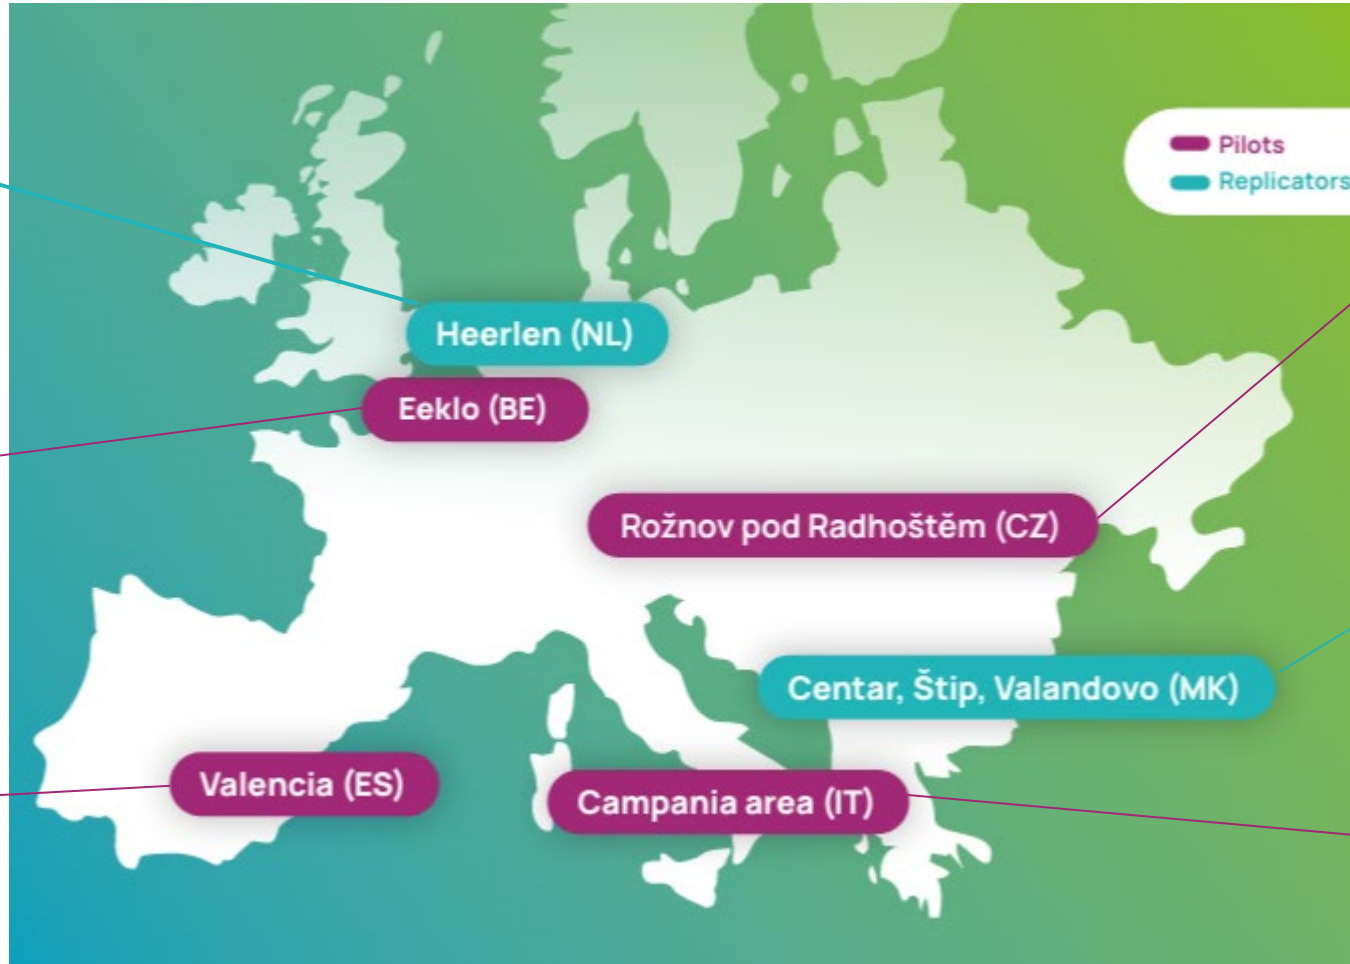 Pilots
Replicators
Heerlen (NL)
Eeklo (BE)
Rožnov pod Radhoštěm (CZ)
Centar, Štip, Valandovo (MK)
Valencia (ES)
Campania area (IT)